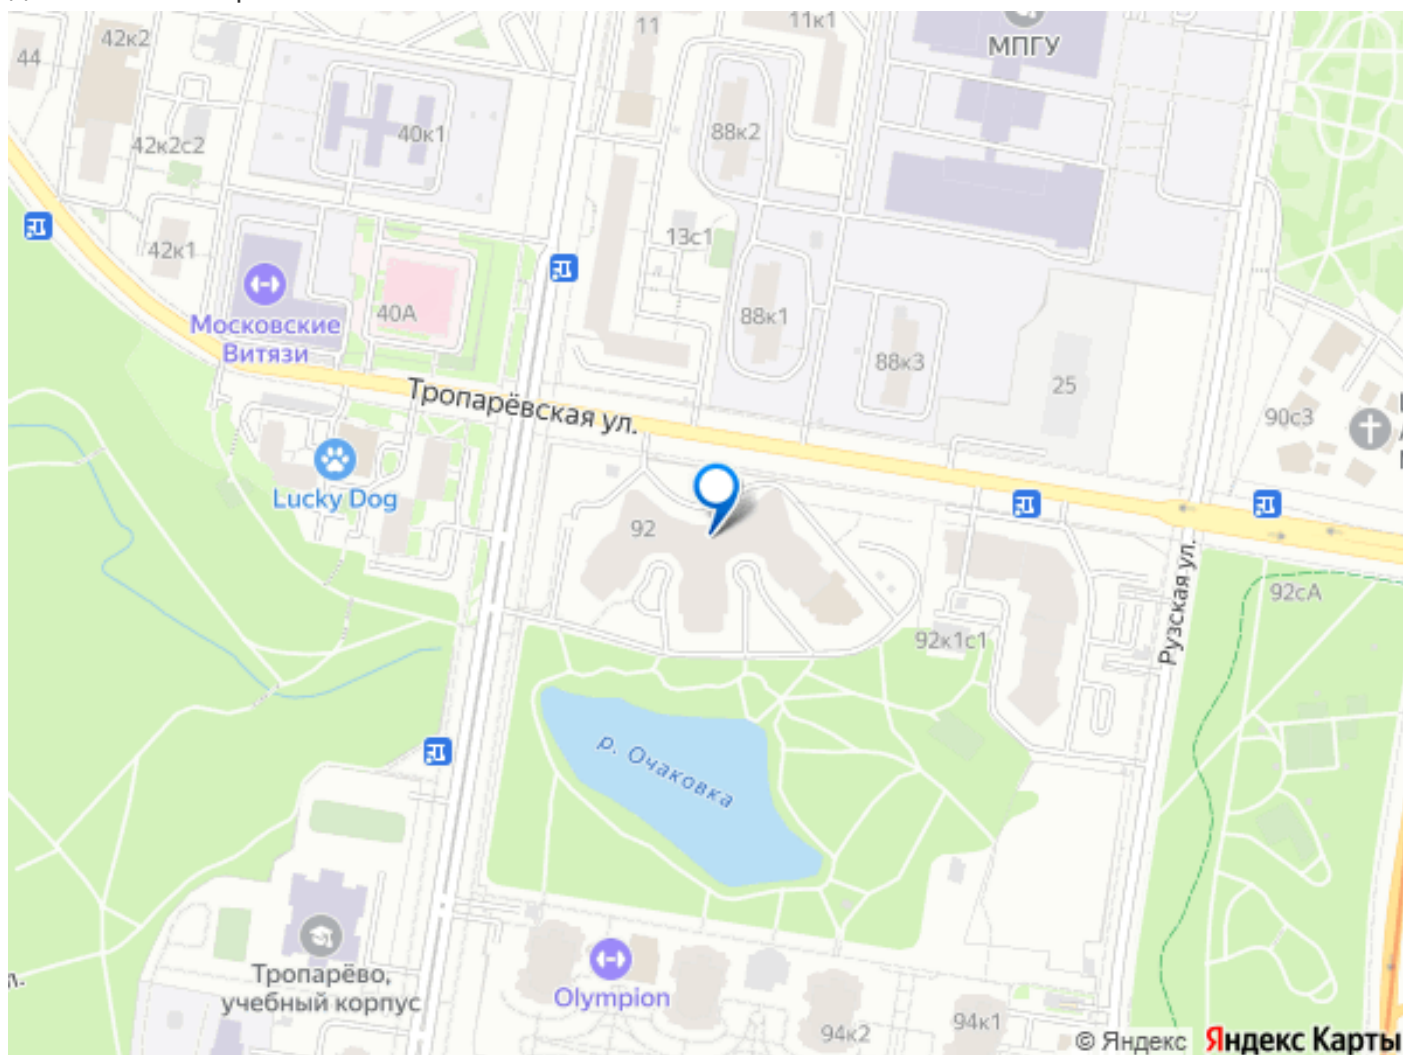 42к2
11
11к1
МПГУ
44
40к1
88к2
42к2с2
13с1
42к1
40А
88к1
Московские
Витязи
88к3
25
Тропарёвская ул.
90с3
Lucky Dog
92
92сА
Рузская ул.
92к1с1
р. Очаковка
Тропарёво,
учебный корпус
Olympion
94к2
94к1
© Яндекс
Яндекс Карты